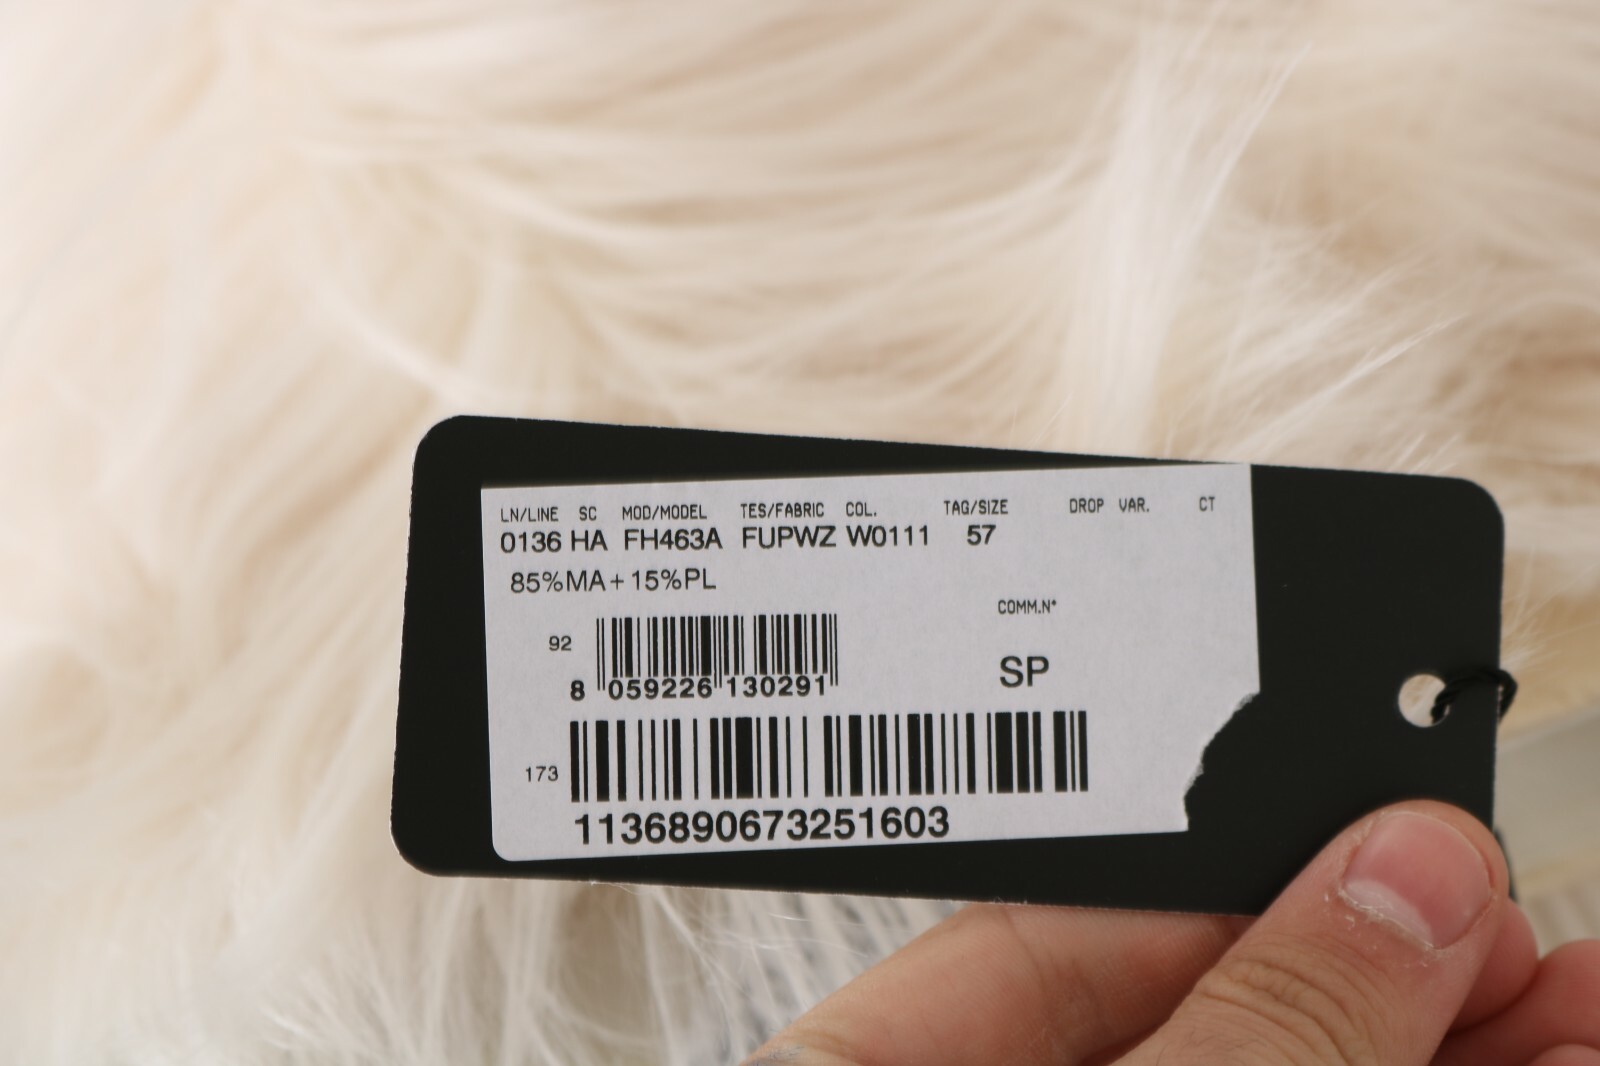 LN/LINE SC MOD/MODEL TES/FABRIC COL. TAG/SIZE DROP VAR. CT
0136 HA FH463A FUPWZ W0111 57
85%MA+15%PL
COMM.N*
92
8 059226 130291
SP
173
1136890673251603